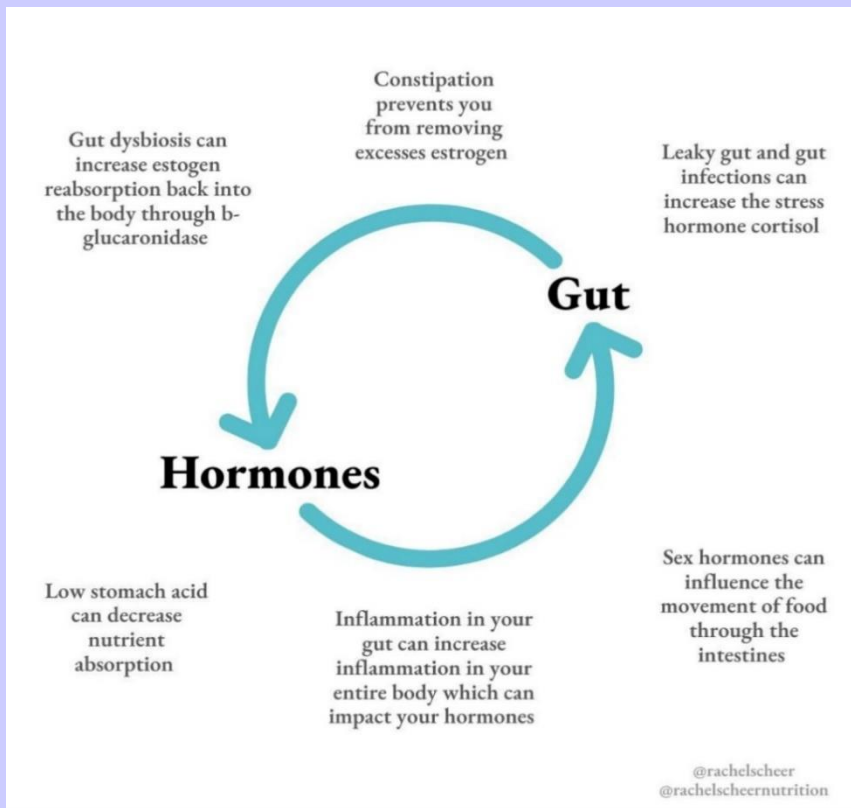 Constipation
prevents you
from removing
excesses estrogen
Gut dysbiosis can
increase estogen
reabsorption back into
the body through b-
glucaronidase
Leaky gut and gut
infections can
increase the stress
hormone cortisol
Gut
Hormones
Low stomach acid
can decrease
nutrient
absorption
Inflammation in your
gut can increase
inflammation in your
entire body which can
impact your hormones
Sex hormones can
influence the
movement of food
through the
intestines
@rachelscheer
@rachelscheernutrition